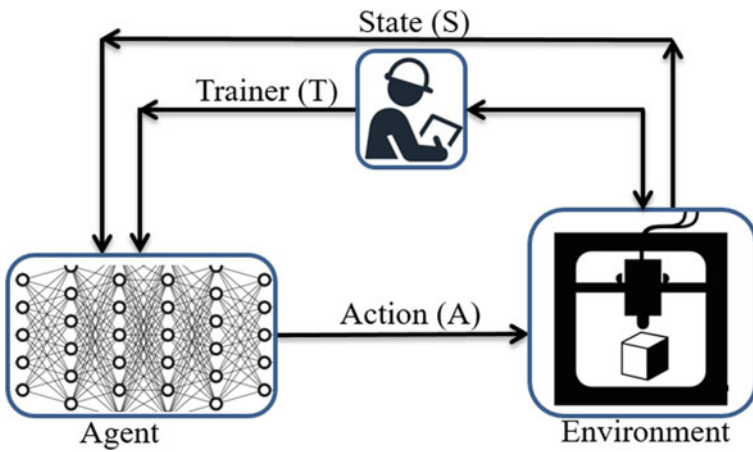 State (S)
Trainer (T)
Action (A)
Agent
Environment